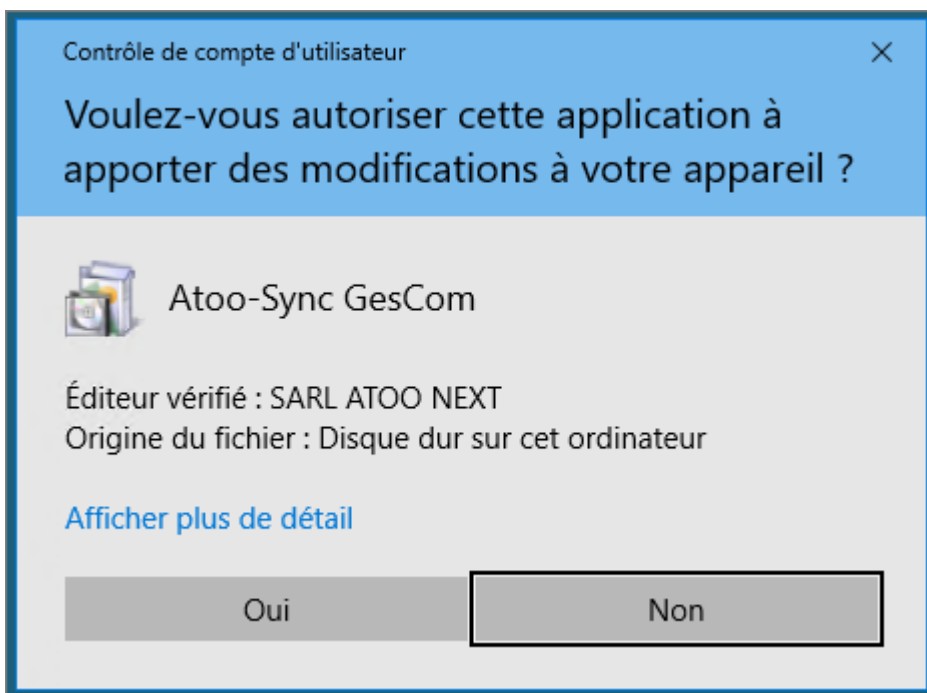 Contrôle de compte d'utilisateur
Voulez-vous autoriser cette application à
apporter des modifications à votre appareil ?
Atoo-Sync GesCom
Éditeur vérifié : SARL ATOO NEXT
Origine du fichier : Disque dur sur cet ordinateur
Afficher plus de détail
Oui
Non